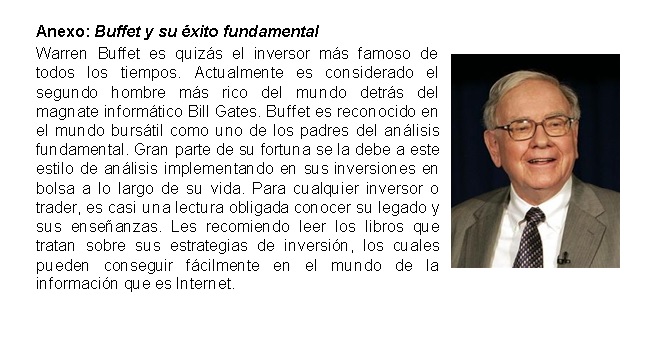 Anexo: Buffet y su éxito fundamental
Warren Buffet es quizás el inversor más famoso de
todos los tiempos. Actualmente es considerado el
segundo hombre más rico del mundo detrás del
magnate informático Bill Gates. Buffet es reconocido en
el mundo bursátil como uno de los padres del análisis
fundamental. Gran parte de su fortuna se la debe a este
estilo de análisis implementando en sus inversiones en
bolsa a lo largo de su vida. Para cualquier inversor o
trader, es casi una lectura obligada conocer su legado y
sus enseñanzas. Les recomiendo leer los libros que
tratan sobre sus estrategias de inversión, los cuales
pueden conseguir fácilmente en el mundo de la
información que es Internet.